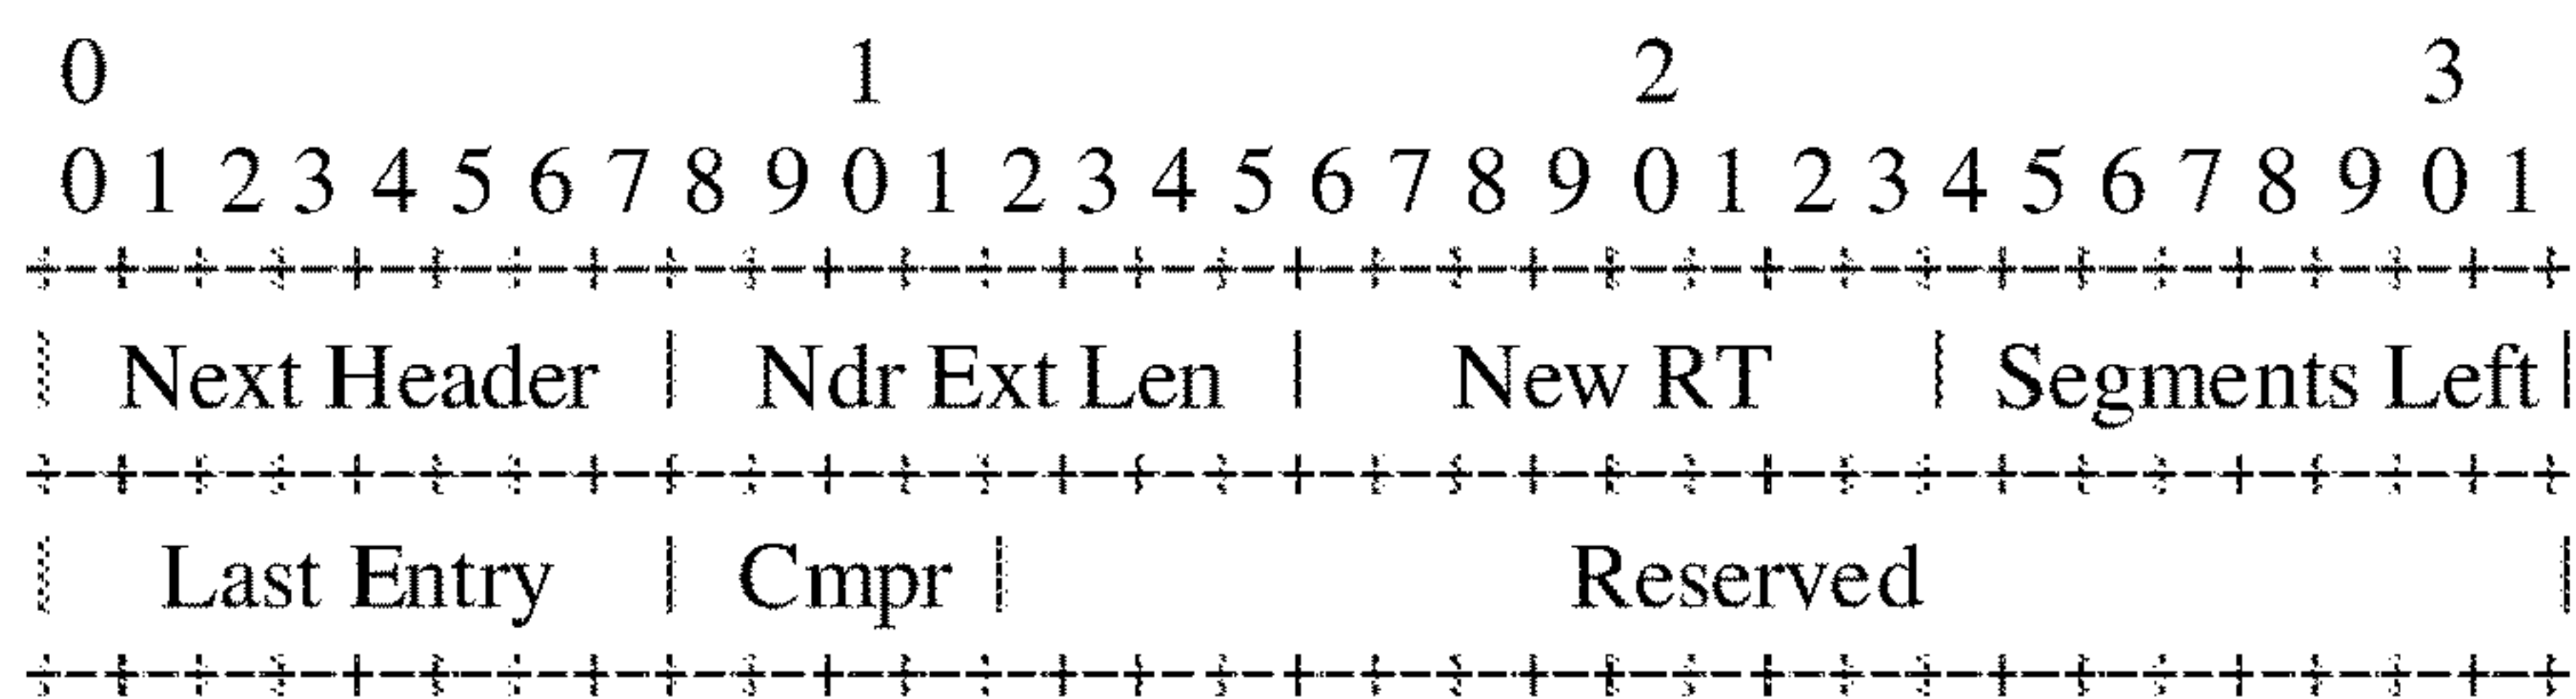 0 1 2 3
0 1 2 3 4 5 6 7 8 9 0 1 2 3 4 5 6 7 8 9 0 1 2 3 4 5 6 7 8 9 0 1
+-+-+-+-+-+-+-+-+-+-+-+-+-+-+-+-+-+-+-+-+-+-+-+-+-+-+-+-+-+-+-+-+
| Next Header | Ndr Ext Len | New RT | Segments Left|
+-+-+-+-+-+-+-+-+-+-+-+-+-+-+-+-+-+-+-+-+-+-+-+-+-+-+-+-+-+-+-+-+
| Last Entry | Cmpr | Reserved |
+-+-+-+-+-+-+-+-+-+-+-+-+-+-+-+-+-+-+-+-+-+-+-+-+-+-+-+-+-+-+-+-+